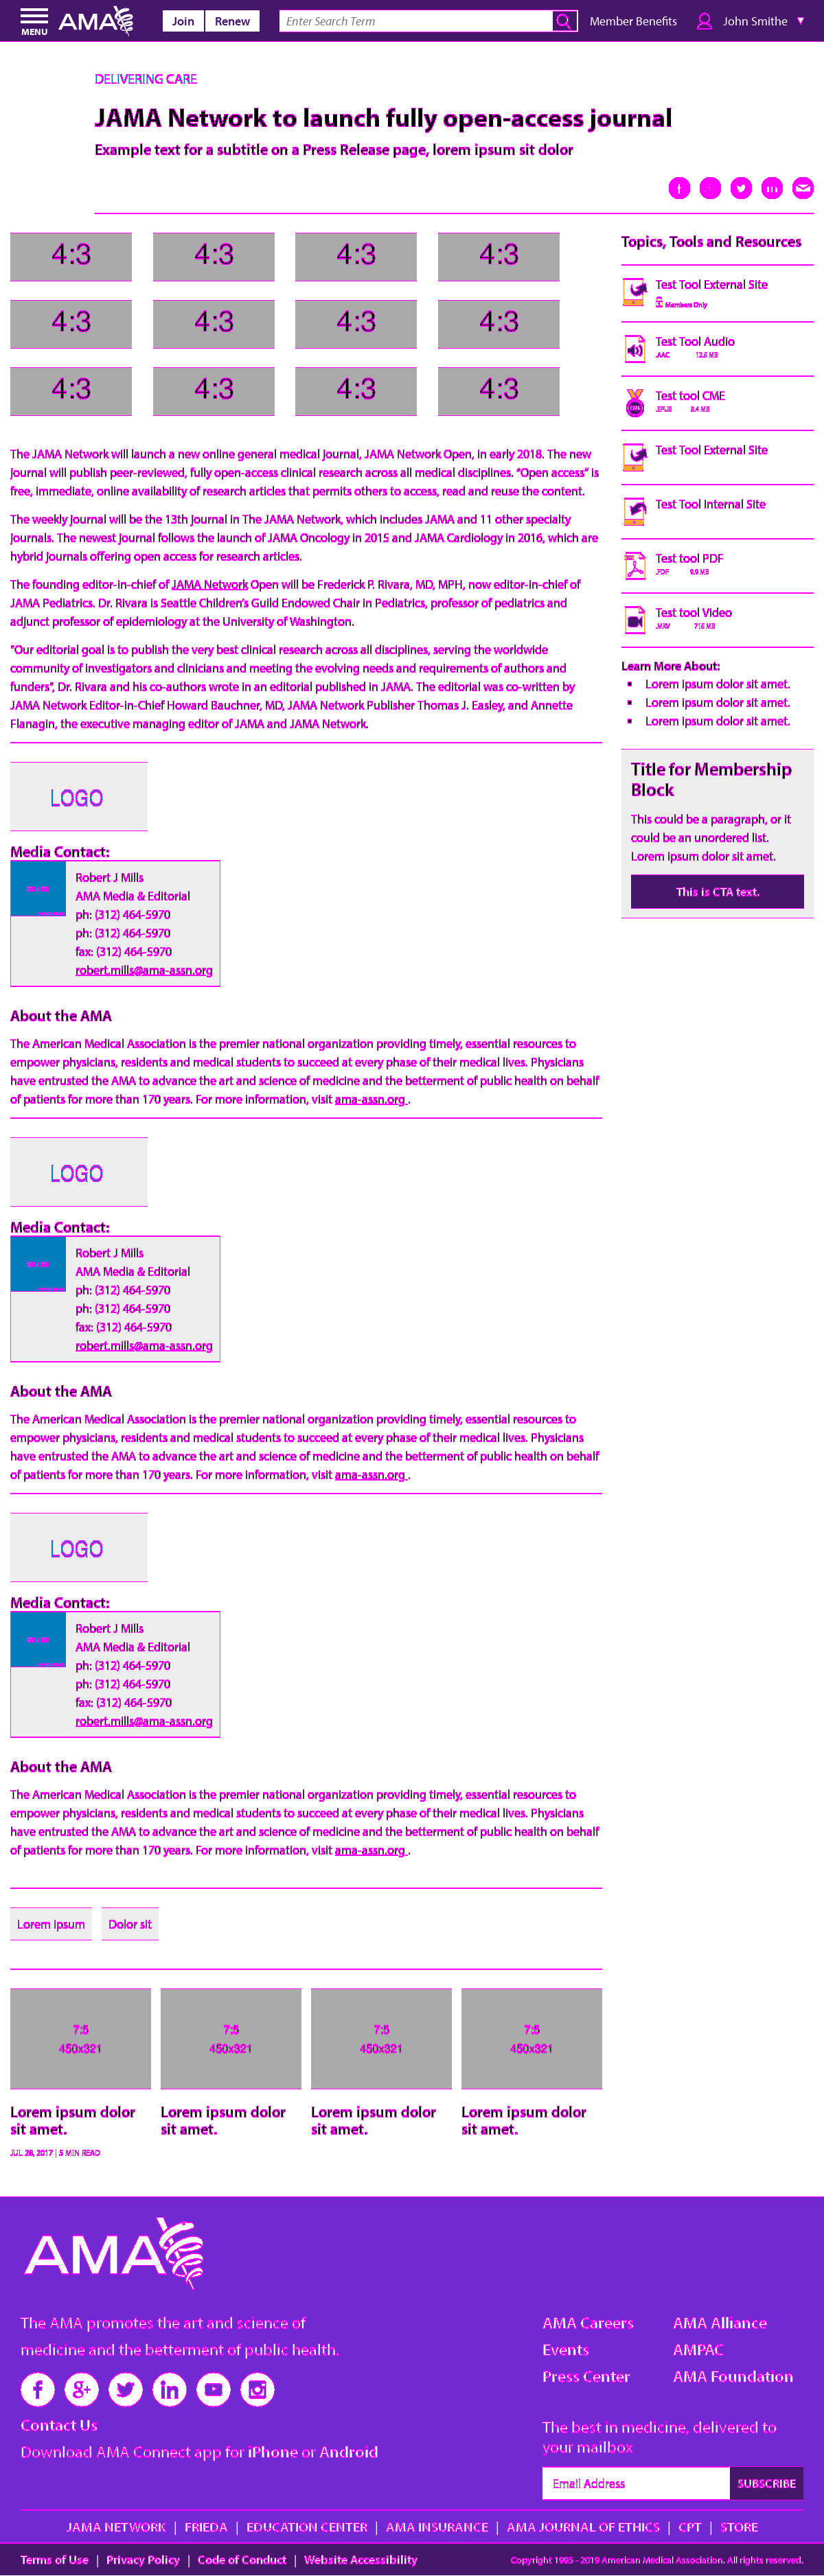 MENU
AMA
Join
Renew
Enter Search Term
Member Benefits
John Smithe
DELIVERING CARE
JAMA Network to launch fully open-access journal
Example text for a subtitle on a Press Release page, lorem ipsum sit dolor
4:3 4:3 4:3 4:3
4:3 4:3 4:3 4:3
4:3 4:3 4:3 4:3
The JAMA Network will launch a new online general medical journal, JAMA Network Open, in early 2018. The new
journal will publish peer-reviewed, fully open-access clinical research across all medical disciplines. “Open access” is
free, immediate, online availability of research articles that permits others to access, read and reuse the content.
The weekly journal will be the 13th journal in The JAMA Network, which includes JAMA and 11 other specialty
journals. The newest journal follows the launch of JAMA Oncology in 2015 and JAMA Cardiology in 2016, which are
hybrid journals offering open access for research articles.
The founding editor-in-chief of JAMA Network Open will be Frederick P. Rivara, MD, MPH, now editor-in-chief of
JAMA Pediatrics. Dr. Rivara is Seattle Children’s Guild Endowed Chair in Pediatrics, professor of pediatrics and
adjunct professor of epidemiology at the University of Washington.
"Our editorial goal is to publish the very best clinical research across all disciplines, serving the worldwide
community of investigators and clinicians and meeting the evolving needs and requirements of authors and
funders", Dr. Rivara and his co-authors wrote in an editorial published in JAMA. The editorial was co-written by
JAMA Network Editor-in-Chief Howard Bauchner, MD, JAMA Network Publisher Thomas J. Easley, and Annette
Flanagin, the executive managing editor of JAMA and JAMA Network.
LOGO
Media Contact:
Robert J Mills
AMA Media & Editorial
ph: (312) 464-5970
ph: (312) 464-5970
fax: (312) 464-5970
robert.mills@ama-assn.org
About the AMA
The American Medical Association is the premier national organization providing timely, essential resources to
empower physicians, residents and medical students to succeed at every phase of their medical lives. Physicians
have entrusted the AMA to advance the art and science of medicine and the betterment of public health on behalf
of patients for more than 170 years. For more information, visit ama-assn.org .
LOGO
Media Contact:
Robert J Mills
AMA Media & Editorial
ph: (312) 464-5970
ph: (312) 464-5970
fax: (312) 464-5970
robert.mills@ama-assn.org
About the AMA
The American Medical Association is the premier national organization providing timely, essential resources to
empower physicians, residents and medical students to succeed at every phase of their medical lives. Physicians
have entrusted the AMA to advance the art and science of medicine and the betterment of public health on behalf
of patients for more than 170 years. For more information, visit ama-assn.org .
LOGO
Media Contact:
Robert J Mills
AMA Media & Editorial
ph: (312) 464-5970
ph: (312) 464-5970
fax: (312) 464-5970
robert.mills@ama-assn.org
About the AMA
The American Medical Association is the premier national organization providing timely, essential resources to
empower physicians, residents and medical students to succeed at every phase of their medical lives. Physicians
have entrusted the AMA to advance the art and science of medicine and the betterment of public health on behalf
of patients for more than 170 years. For more information, visit ama-assn.org .
Lorem ipsum
Dolor sit
7:5 7:5 7:5 7:5
450x321 450x321 450x321 450x321
Lorem ipsum dolor Lorem ipsum dolor Lorem ipsum dolor Lorem ipsum dolor
sit amet. sit amet. sit amet. sit amet.
JUL 28, 2017 | 5 MIN READ
Topics, Tools and Resources
Test Tool External Site
Members Only
Test Tool Audio
.AAC 12.5 MB
Test tool CME
.EPUB 8.4 MB
Test Tool External Site
Test Tool Internal Site
Test tool PDF
.PDF 9.9 MB
Test tool Video
.MKV 71.5 MB
Learn More About:
Lorem ipsum dolor sit amet.
Lorem ipsum dolor sit amet.
Lorem ipsum dolor sit amet.
Title for Membership
Block
This could be a paragraph, or it
could be an unordered list.
Lorem ipsum dolor sit amet.
This is CTA text.
AMA
The AMA promotes the art and science of
medicine and the betterment of public health.
Contact Us
Download AMA Connect app for iPhone or Android
AMA Careers AMA Alliance
Events AMPAC
Press Center AMA Foundation
The best in medicine, delivered to
your mailbox
Email Address
SUBSCRIBE
JAMA NETWORK | FRIEDA | EDUCATION CENTER | AMA INSURANCE | AMA JOURNAL OF ETHICS | CPT | STORE
Terms of Use | Privacy Policy | Code of Conduct | Website Accessibility
Copyright 1995 - 2019 American Medical Association. All rights reserved.